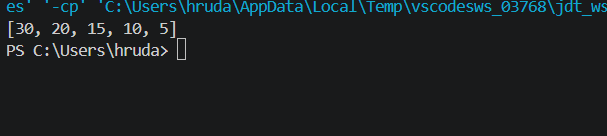 es' '-cp' 'C:\Users\hruda\AppData\Local\Temp\vscodesws_03768\jdt_ws
[30, 20, 15, 10, 5]
PS C:\Users\hruda>